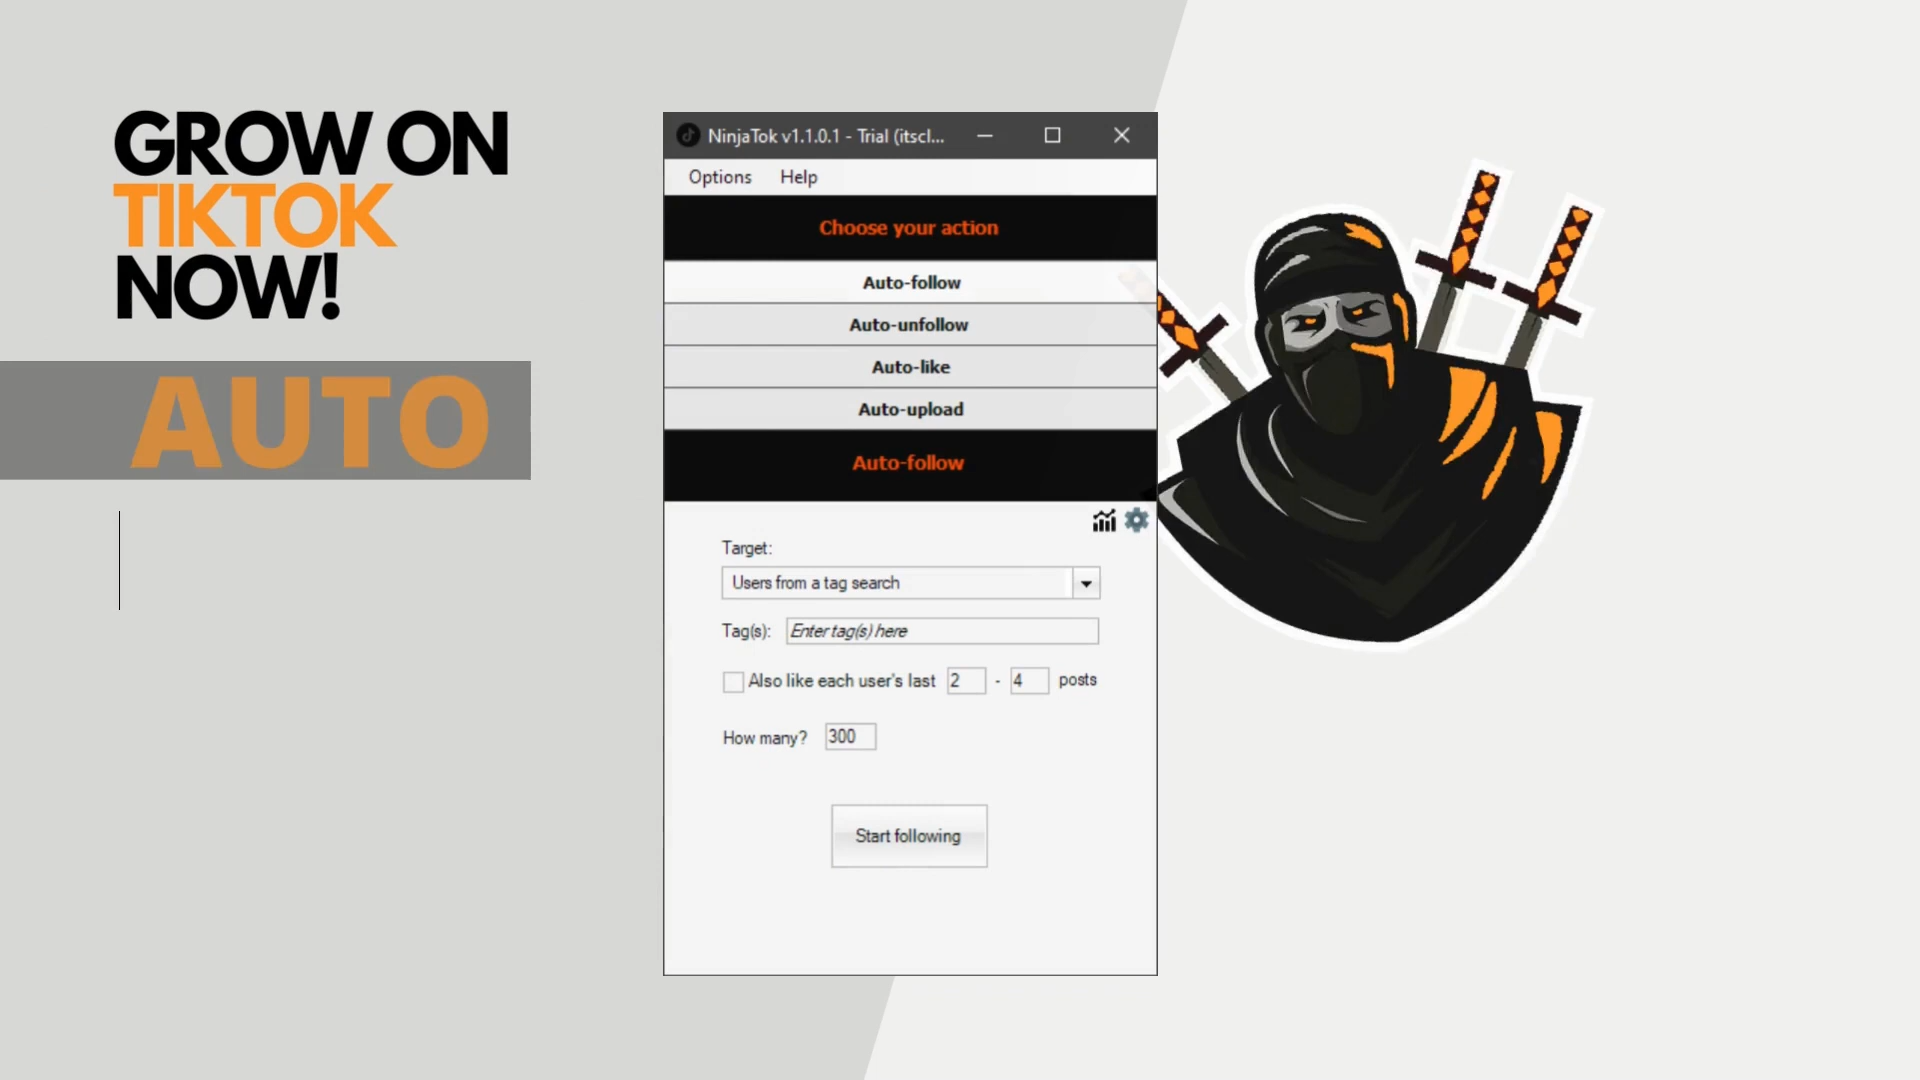 GROW ON
TIKTOK
NOW!
AUTO
NinjaTok v1.1.0.1 - Trial (itscl...
Options Help
Choose your action
Auto-follow
Auto-unfollow
Auto-like
Auto-upload
Auto-follow
Target:
Users from a tag search
Tag(s): Enter tag(s) here
Also like each user's last 2 - 4 posts
How many? 300
Start following